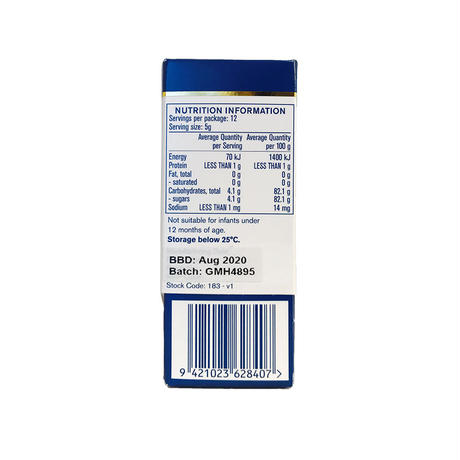 NUTRITION INFORMATION
Servings per package: 12
Serving size: 5g
Average Quantity per Serving Average Quantity per 100 g
Energy 70 kJ 1400 kJ
Protein LESS THAN 1 g LESS THAN 1 g
Fat, total 0 g 0 g
- saturated 0 g 0 g
Carbohydrates, total 4.1 g 82.1 g
- sugars 4.1 g 82.1 g
Sodium LESS THAN 1 mg 14 mg
Not suitable for infants under
12 months of age.
Storage below 25°C.
BBD: Aug 2020
Batch: GMH4895
Stock Code: 183 - v1
9 421023 628407 >